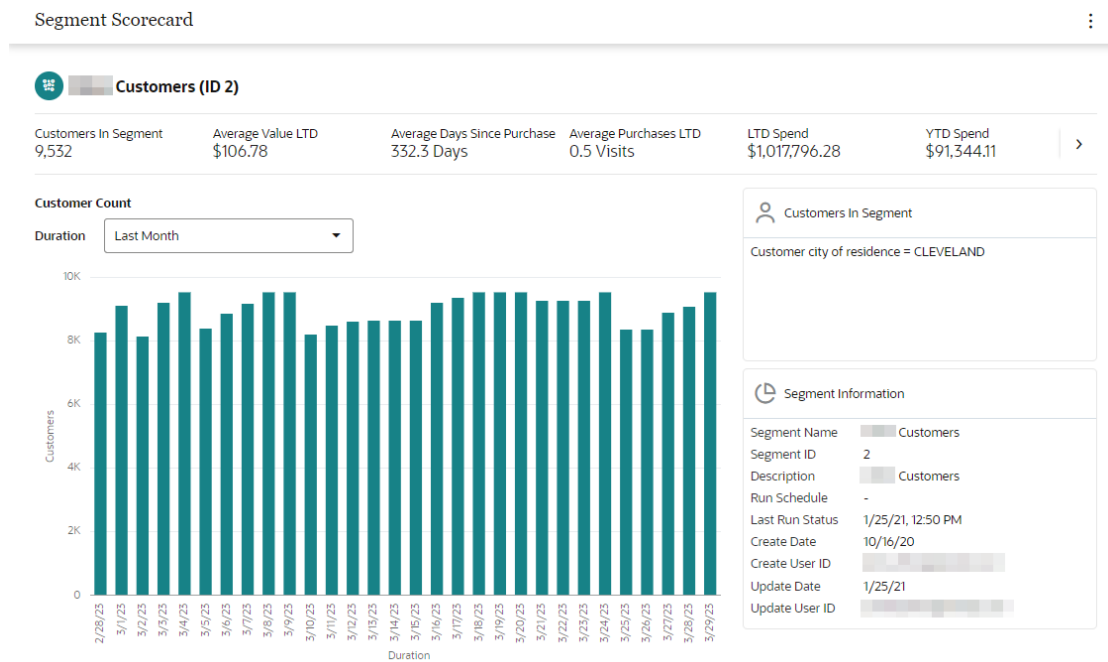 Segment Scorecard
Customers (ID 2)
Customers In Segment
9,532
Average Value LTD
$106.78
Average Days Since Purchase
332.3 Days
Average Purchases LTD
0.5 Visits
LTD Spend
$1,017,796.28
YTD Spend
$91,344.11
Customer Count
Duration Last Month
10K
8K
6K
4K
2K
0
Customers
2/28/23
3/1/23
3/2/23
3/3/23
3/4/23
3/5/23
3/6/23
3/7/23
3/8/23
3/9/23
3/10/23
3/11/23
3/12/23
3/13/23
3/14/23
3/15/23
3/16/23
3/17/23
3/18/23
3/19/23
3/20/23
3/21/23
3/22/23
3/23/23
3/24/23
3/25/23
3/26/23
3/27/23
3/28/23
3/29/23
Duration
Customers In Segment
Customer city of residence = CLEVELAND
Segment Information
Segment Name Customers
Segment ID 2
Description Customers
Run Schedule -
Last Run Status 1/25/21, 12:50 PM
Create Date 10/16/20
Create User ID
Update Date 1/25/21
Update User ID